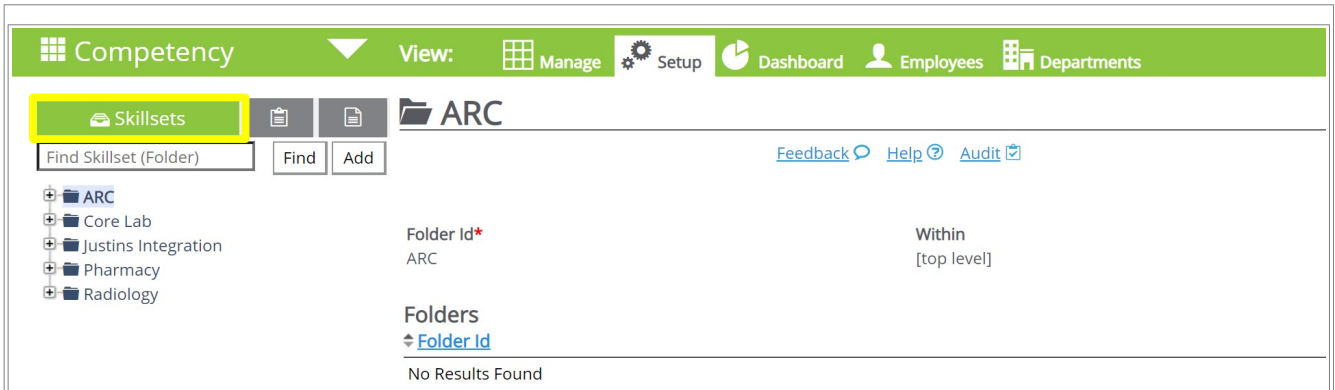 Competency
View: Manage Setup Dashboard Employees Departments
Skillsets
Find Skillset (Folder) Find Add
ARC
Core Lab
Justins Integration
Pharmacy
Radiology
ARC
Feedback Help Audit
Folder Id* Within
ARC [top level]
Folders
Folder Id
No Results Found